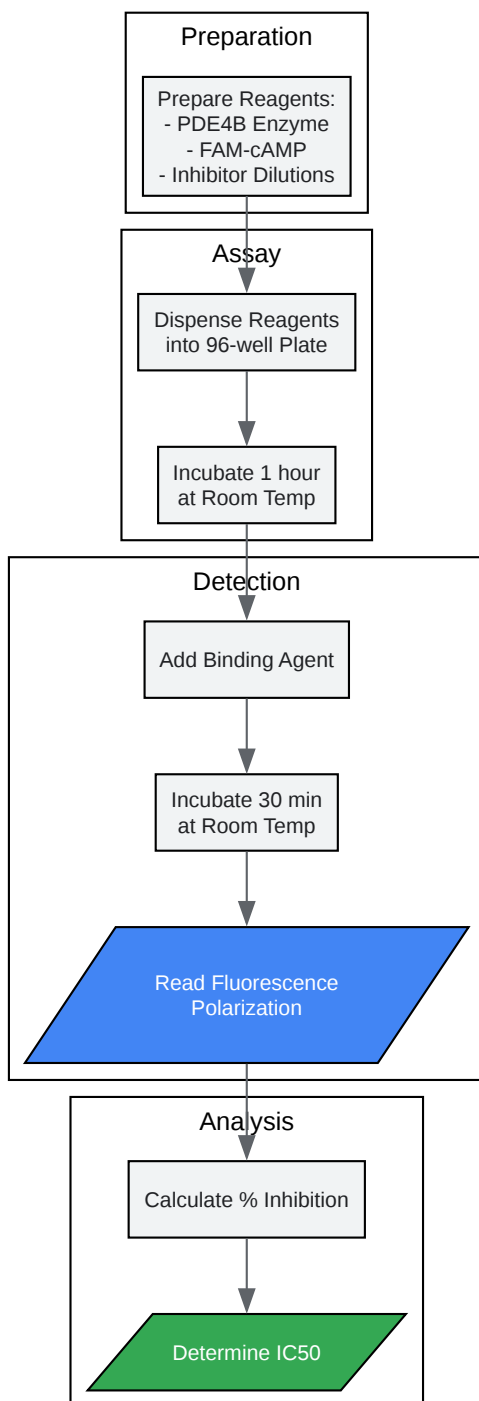 Preparation
Prepare Reagents:
- PDE4B Enzyme
- FAM-cAMP
- Inhibitor Dilutions
Assay
Dispense Reagents
into 96-well Plate
Incubate 1 hour
at Room Temp
Detection
Add Binding Agent
Incubate 30 min
at Room Temp
Read Fluorescence
Polarization
Analysis
Calculate % Inhibition
Determine IC50